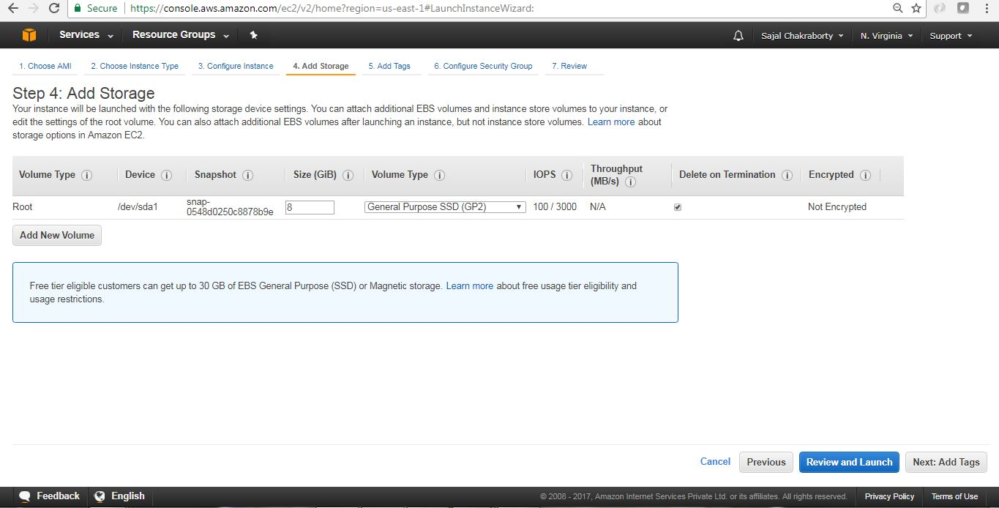 Secure https://console.aws.amazon.com/ec2/v2/home?region=us-east-1#LaunchInstanceWizard:
Services Resource Groups Sajal Chakraborty N. Virginia Support
1. Choose AMI 2. Choose Instance Type 3. Configure Instance 4. Add Storage 5. Add Tags 6. Configure Security Group 7. Review
Step 4: Add Storage
Your instance will be launched with the following storage device settings. You can attach additional EBS volumes and instance store volumes to your instance, or
edit the settings of the root volume. You can also attach additional EBS volumes after launching an instance, but not instance store volumes. Learn more about
storage options in Amazon EC2.
Volume Type Device Snapshot Size (GiB) Volume Type IOPS Throughput (MB/s) Delete on Termination Encrypted
Root /dev/sda1 snap-0548d0250c8878b9e 8 General Purpose SSD (GP2) 100 / 3000 N/A Not Encrypted
Add New Volume
Free tier eligible customers can get up to 30 GB of EBS General Purpose (SSD) or Magnetic storage. Learn more about free usage tier eligibility and
usage restrictions.
Cancel Previous Review and Launch Next: Add Tags
Feedback English © 2008 - 2017, Amazon Internet Services Private Ltd. or its affiliates. All rights reserved. Privacy Policy Terms of Use